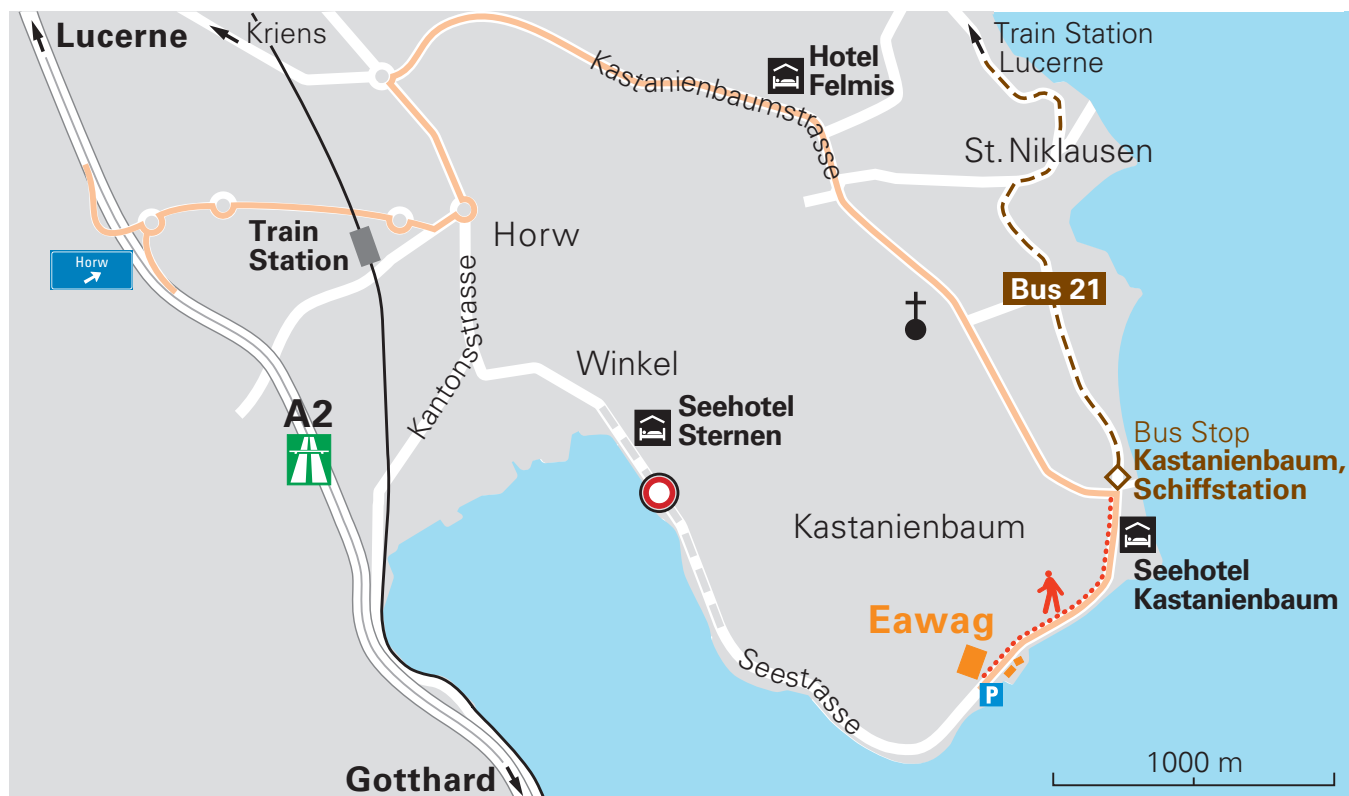 Lucerne
Kriens
Kastanienbaumstrasse
Hotel
Felmis
Train Station
Lucerne
St. Niklausen
Train
Station
Horw
Horw
Bus 21
Kantonsstrasse
Winkel
Seehotel
Sternen
A2
Bus Stop
Kastanienbaum,
Schiffstation
Kastanienbaum
Seehotel
Kastanienbaum
Eawag
Seestrasse
P
Gotthard
1000 m